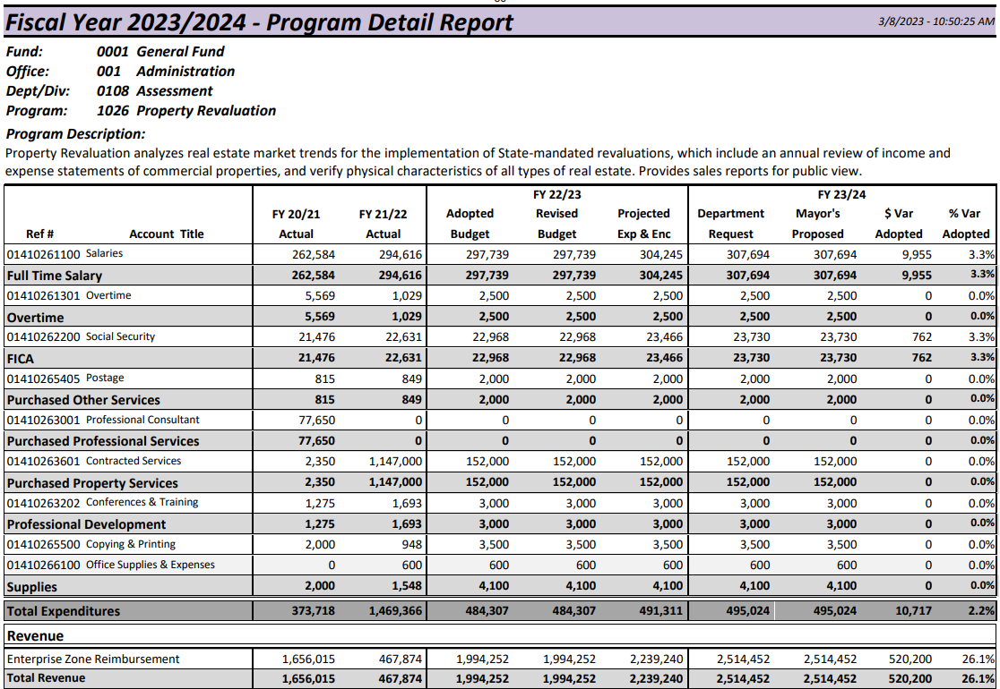 Fiscal Year 2023/2024 - Program Detail Report 3/8/2023 - 10:50:25 AM
Fund: 0001 General Fund
Office: 001 Administration
Dept/Div: 0108 Assessment
Program: 1026 Property Revaluation
Program Description:
Property Revaluation analyzes real estate market trends for the implementation of State-mandated revaluations, which include an annual review of income and
expense statements of commercial properties, and verify physical characteristics of all types of real estate. Provides sales reports for public view.
FY 22/23 FY 23/24
FY 20/21 FY 21/22 Adopted Revised Projected Department Mayor's $ Var % Var
Ref # Account Title Actual Actual Budget Budget Exp & Enc Request Proposed Adopted Adopted
01410261100 Salaries 262,584 294,616 297,739 297,739 304,245 307,694 307,694 9,955 3.3%
Full Time Salary 262,584 294,616 297,739 297,739 304,245 307,694 307,694 9,955 3.3%
01410261301 Overtime 5,569 1,029 2,500 2,500 2,500 2,500 2,500 0 0.0%
Overtime 5,569 1,029 2,500 2,500 2,500 2,500 2,500 0 0.0%
01410262200 Social Security 21,476 22,631 22,968 22,968 23,466 23,730 23,730 762 3.3%
FICA 21,476 22,631 22,968 22,968 23,466 23,730 23,730 762 3.3%
01410265405 Postage 815 849 2,000 2,000 2,000 2,000 2,000 0 0.0%
Purchased Other Services 815 849 2,000 2,000 2,000 2,000 2,000 0 0.0%
01410263001 Professional Consultant 77,650 0 0 0 0 0 0 0 0.0%
Purchased Professional Services 77,650 0 0 0 0 0 0 0 0.0%
01410263601 Contracted Services 2,350 1,147,000 152,000 152,000 152,000 152,000 152,000 0 0.0%
Purchased Property Services 2,350 1,147,000 152,000 152,000 152,000 152,000 152,000 0 0.0%
01410263202 Conferences & Training 1,275 1,693 3,000 3,000 3,000 3,000 3,000 0 0.0%
Professional Development 1,275 1,693 3,000 3,000 3,000 3,000 3,000 0 0.0%
01410265500 Copying & Printing 2,000 948 3,500 3,500 3,500 3,500 3,500 0 0.0%
01410266100 Office Supplies & Expenses 0 600 600 600 600 600 600 0 0.0%
Supplies 2,000 1,548 4,100 4,100 4,100 4,100 4,100 0 0.0%
Total Expenditures 373,718 1,469,366 484,307 484,307 491,311 495,024 495,024 10,717 2.2%
Revenue
Enterprise Zone Reimbursement 1,656,015 467,874 1,994,252 1,994,252 2,239,240 2,514,452 2,514,452 520,200 26.1%
Total Revenue 1,656,015 467,874 1,994,252 1,994,252 2,239,240 2,514,452 2,514,452 520,200 26.1%